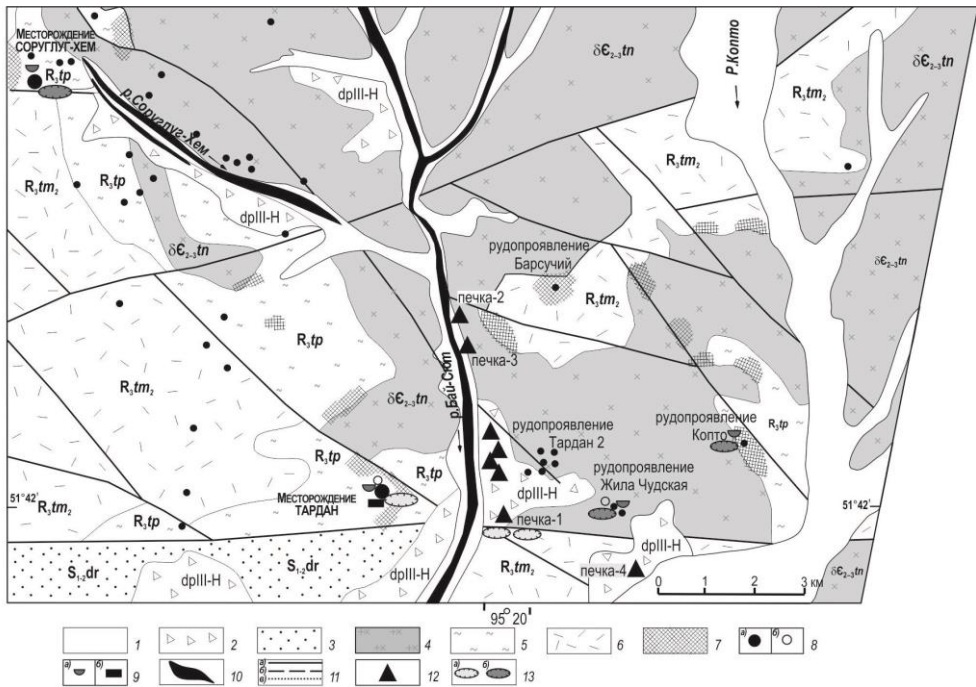 Месторождение
СОРУГЛУГ-ХЕМ
R₃tp
р.Соруглуг-Хем
dpIII-H
δЄ₂₋₃tn
Р.Копто
δЄ₂₋₃tn
R₃tm₂
R₃tm₂
R₃tm₂
R₃tp
dpIII-H
δЄ₂₋₃tn
δЄ₂₋₃tn
рудопроявление
Барсучий
R₃tm₂
печка-2
печка-3
R₃tp
R₃tm₂
р.Бай-Сют
δЄ₂₋₃tn
рудопроявление
Тардан 2
рудопроявление
Копто
R₃tp
R₃tp
R₃tp
рудопроявление
Жила Чудская
dpIII-H
Месторождение
ТАРДАН
51°42'
R₃tm₂
R₃tp
печка-1
51°42'
S₁₋₂dr
dpIII-H
dpIII-H
R₃tm₂
печка-4
dpIII-H
δЄ₂₋₃tn
0 1 2 3 км
95° 20'
1 2 3 4 5 6 7 а) б) 8
а) б) 9 10 а) б) в) 11 12 а) б) 13